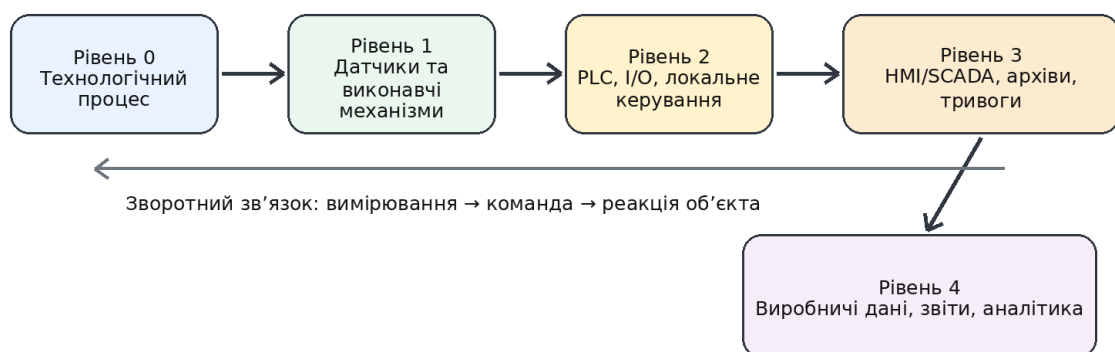 Рівень 0
Технологічний
процес
Рівень 1
Датчики та
виконавчі
механізми
Рівень 2
PLC, I/O, локальне
керування
Рівень 3
HMI/SCADA, архіви,
тривоги
Зворотний зв’язок: вимірювання → команда → реакція об’єкта
Рівень 4
Виробничі дані, звіти, аналітика